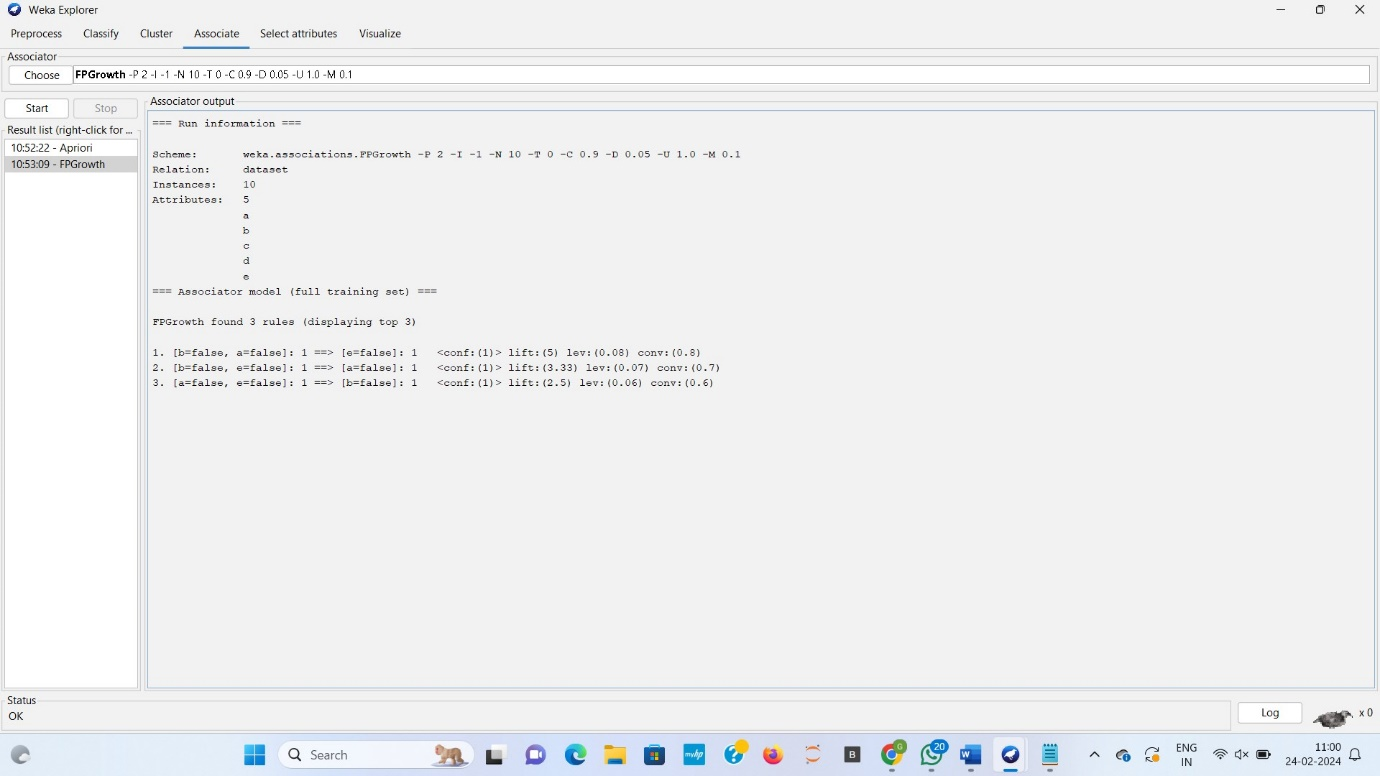 Weka Explorer
Preprocess Classify Cluster Associate Select attributes Visualize
Associator
Choose FPGrowth -P 2 -I -1 -N 10 -T 0 -C 0.9 -D 0.05 -U 1.0 -M 0.1
Start Stop
Result list (right-click for ...
10:52:22 - Apriori
10:53:09 - FPGrowth
Associator output
=== Run information ===
Scheme: weka.associations.FPGrowth -P 2 -I -1 -N 10 -T 0 -C 0.9 -D 0.05 -U 1.0 -M 0.1
Relation: dataset
Instances: 10
Attributes: 5
a
b
c
d
e
=== Associator model (full training set) ===
FPGrowth found 3 rules (displaying top 3)
1. [b=false, a=false]: 1 ==> [e=false]: 1 <conf:(1)> lift:(5) lev:(0.08) conv:(0.8)
2. [b=false, e=false]: 1 ==> [a=false]: 1 <conf:(1)> lift:(3.33) lev:(0.07) conv:(0.7)
3. [a=false, e=false]: 1 ==> [b=false]: 1 <conf:(1)> lift:(2.5) lev:(0.06) conv:(0.6)
Status
OK
Log x 0
Search
myhp
B
G
20
W
ENG
IN
11:00
24-02-2024